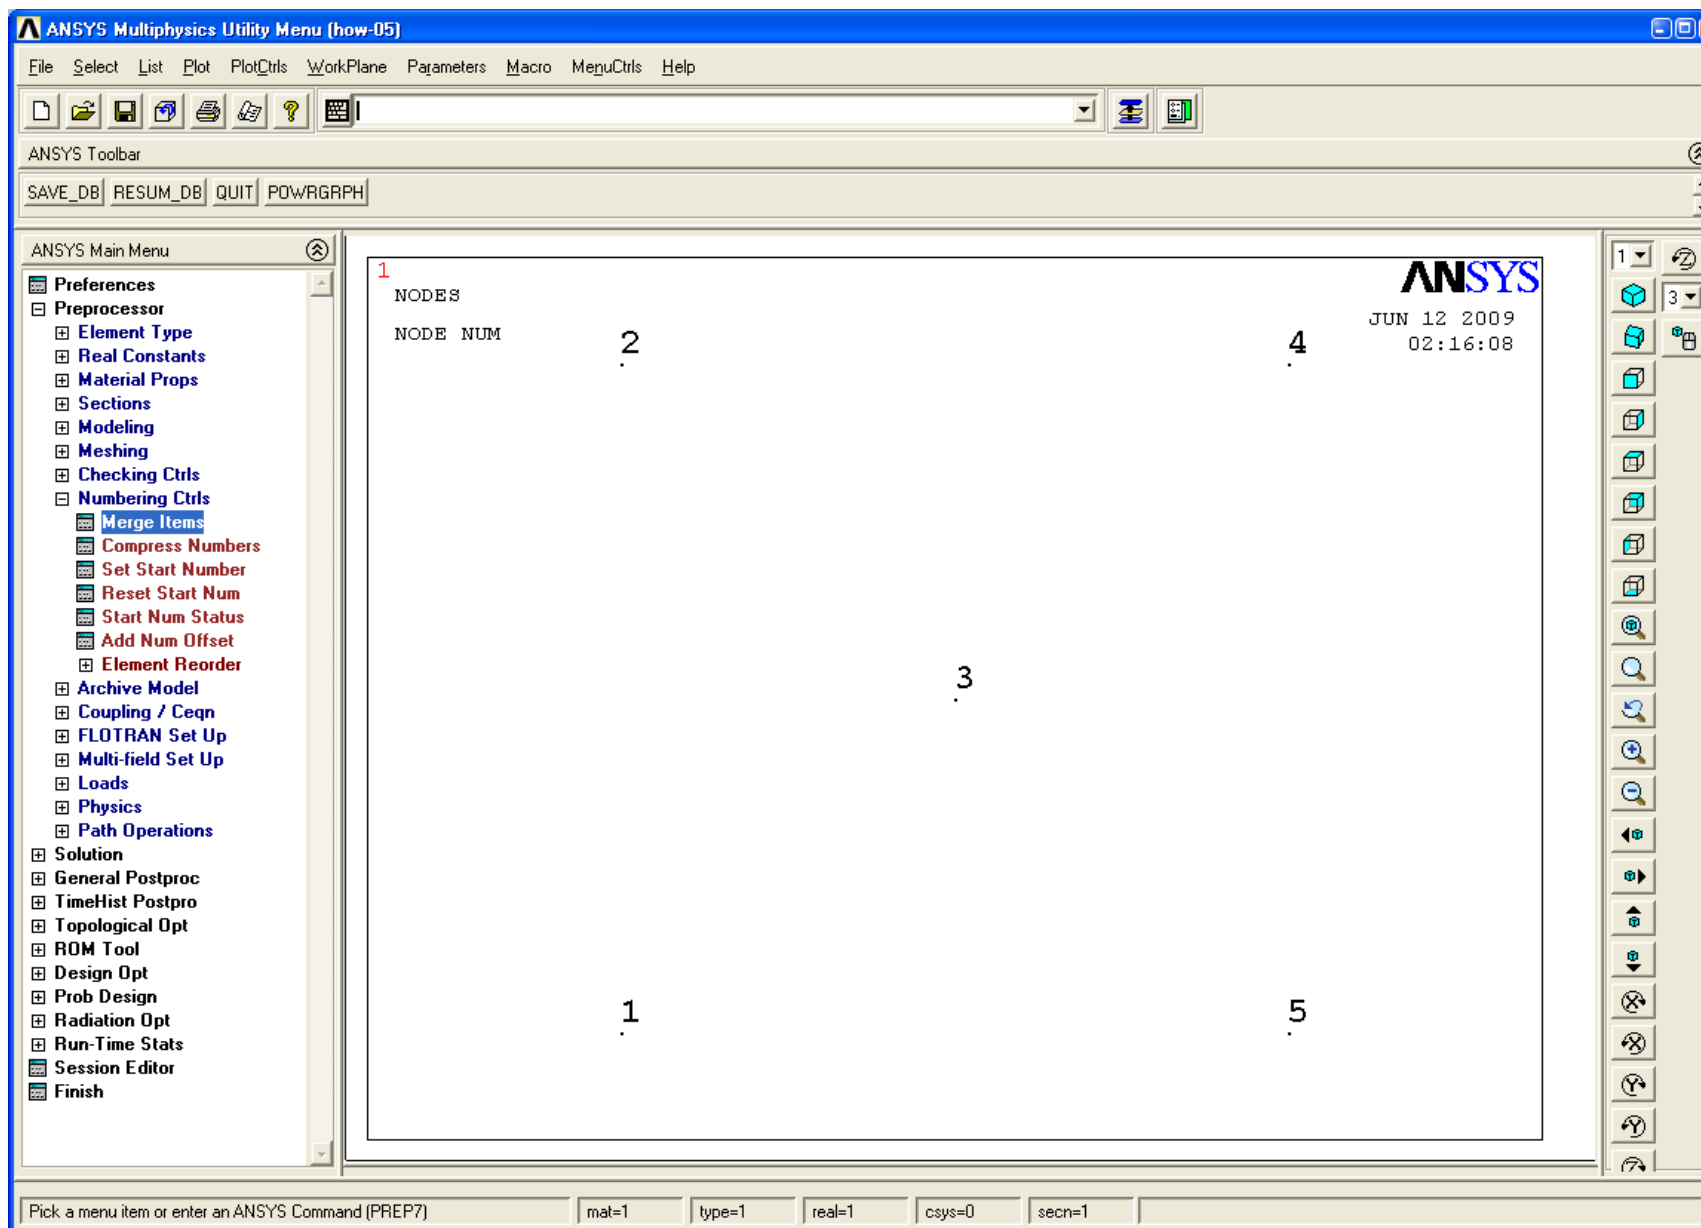 ANSYS Multiphysics Utility Menu (how-05)
File Select List Plot PlotCtrls WorkPlane Parameters Macro MenuCtrls Help
ANSYS Toolbar
SAVE_DB RESUM_DB QUIT POWRGRPH
ANSYS Main Menu
Preferences
Preprocessor
Element Type
Real Constants
Material Props
Sections
Modeling
Meshing
Checking Ctrls
Numbering Ctrls
Merge Items
Compress Numbers
Set Start Number
Reset Start Num
Start Num Status
Add Num Offset
Element Reorder
Archive Model
Coupling / Ceqn
FLOTRAN Set Up
Multi-field Set Up
Loads
Physics
Path Operations
Solution
General Postproc
TimeHist Postpro
Topological Opt
ROM Tool
Design Opt
Prob Design
Radiation Opt
Run-Time Stats
Session Editor
Finish
1
NODES
NODE NUM
ANSYS
JUN 12 2009
02:16:08
2
4
3
1
5
1
3
Pick a menu item or enter an ANSYS Command (PREP7) mat=1 type=1 real=1 csys=0 secn=1